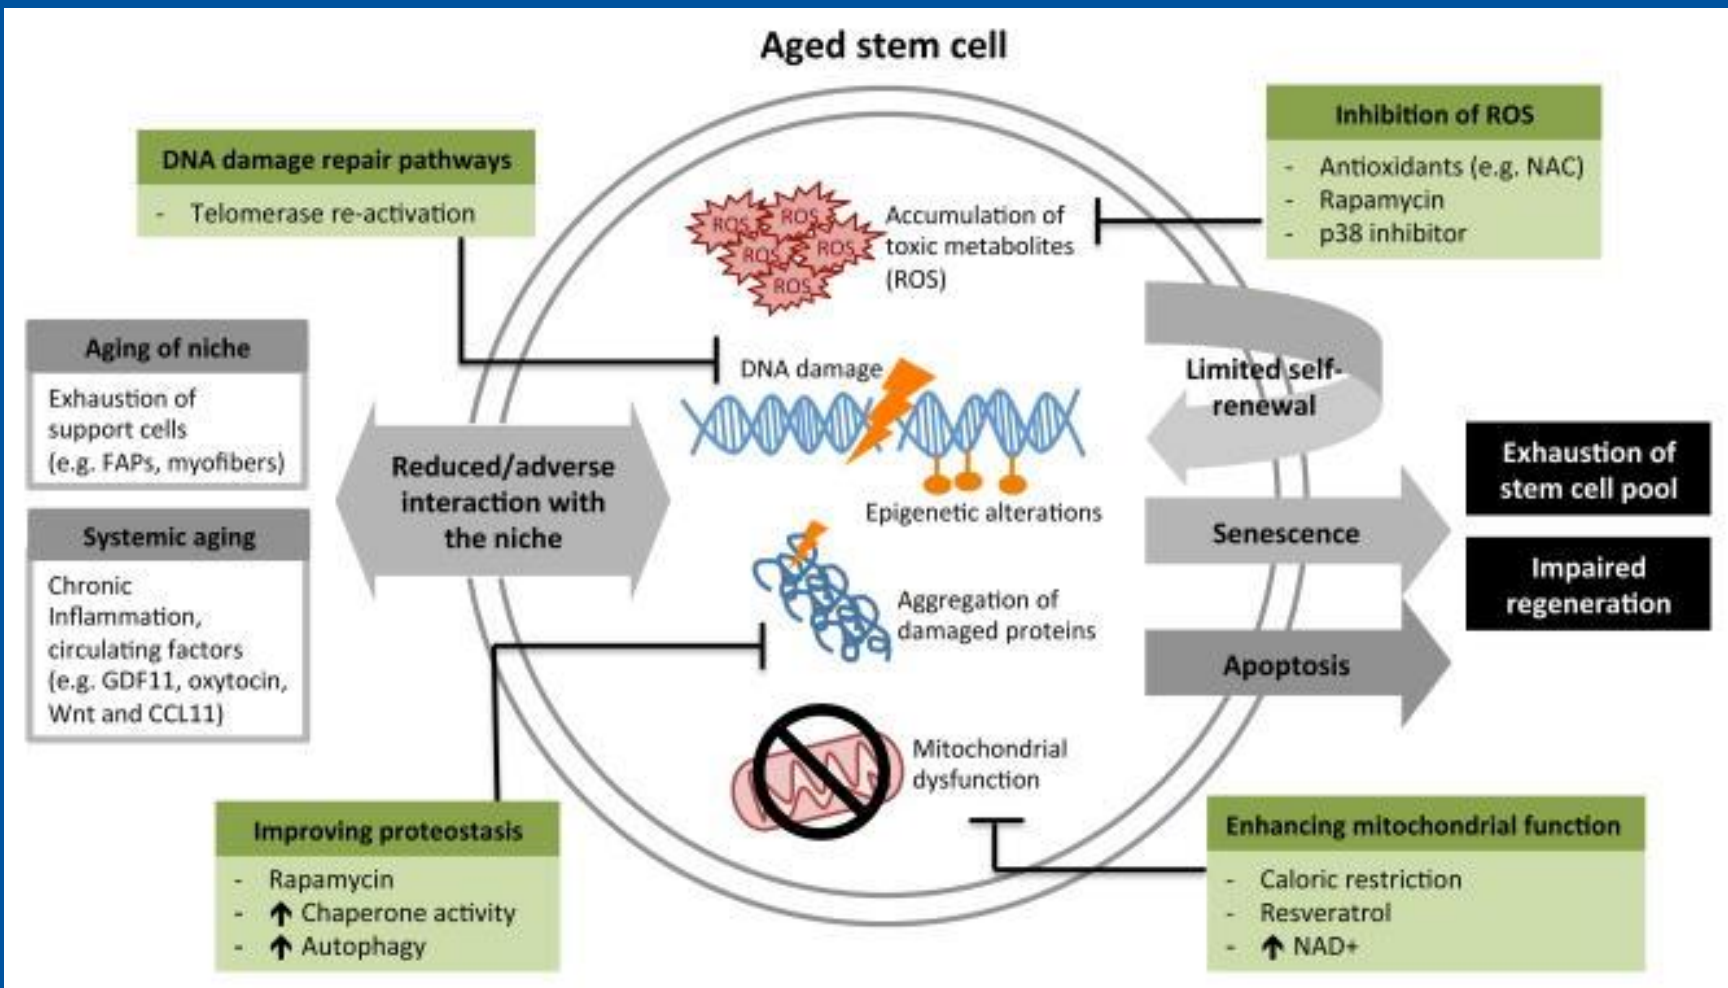 Aged stem cell
DNA damage repair pathways
- Telomerase re-activation
Inhibition of ROS
- Antioxidants (e.g. NAC)
- Rapamycin
- p38 inhibitor
ROS
ROS
ROS
ROS
ROS
Accumulation of
toxic metabolites
(ROS)
Aging of niche
Exhaustion of
support cells
(e.g. FAPs, myofibers)
Systemic aging
Chronic
Inflammation,
circulating factors
(e.g. GDF11, oxytocin,
Wnt and CCL11)
Reduced/adverse
interaction with
the niche
DNA damage
Epigenetic alterations
Aggregation of
damaged proteins
Mitochondrial
dysfunction
Limited self-
renewal
Senescence
Apoptosis
Exhaustion of
stem cell pool
Impaired
regeneration
Improving proteostasis
- Rapamycin
- ↑ Chaperone activity
- ↑ Autophagy
Enhancing mitochondrial function
- Caloric restriction
- Resveratrol
- ↑ NAD+